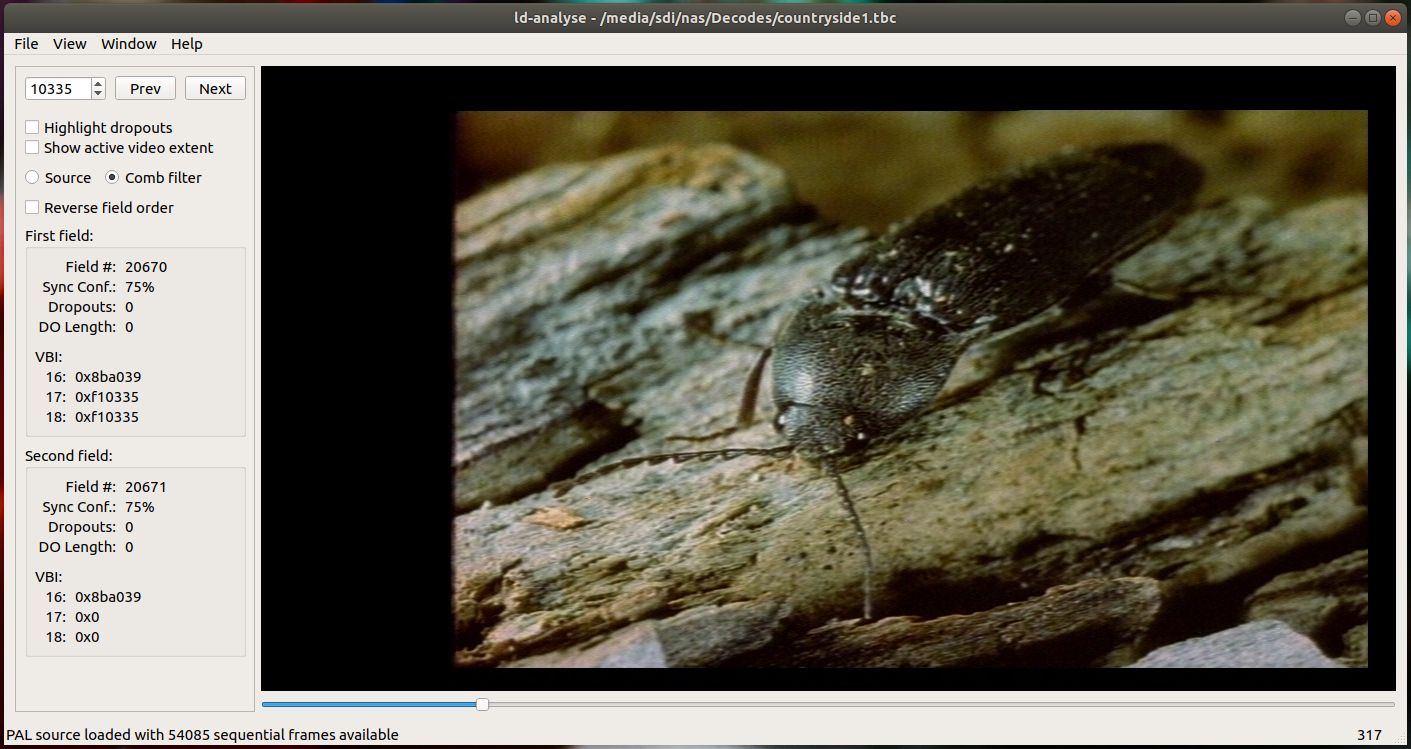 ld-analyse - /media/sdi/nas/Decodes/countryside1.tbc
File View Window Help
10335 Prev Next
Highlight dropouts
Show active video extent
Source Comb filter
Reverse field order
First field:
Field #: 20670
Sync Conf.: 75%
Dropouts: 0
DO Length: 0
VBI:
16: 0x8ba039
17: 0xf10335
18: 0xf10335
Second field:
Field #: 20671
Sync Conf.: 75%
Dropouts: 0
DO Length: 0
VBI:
16: 0x8ba039
17: 0x0
18: 0x0
PAL source loaded with 54085 sequential frames available 317